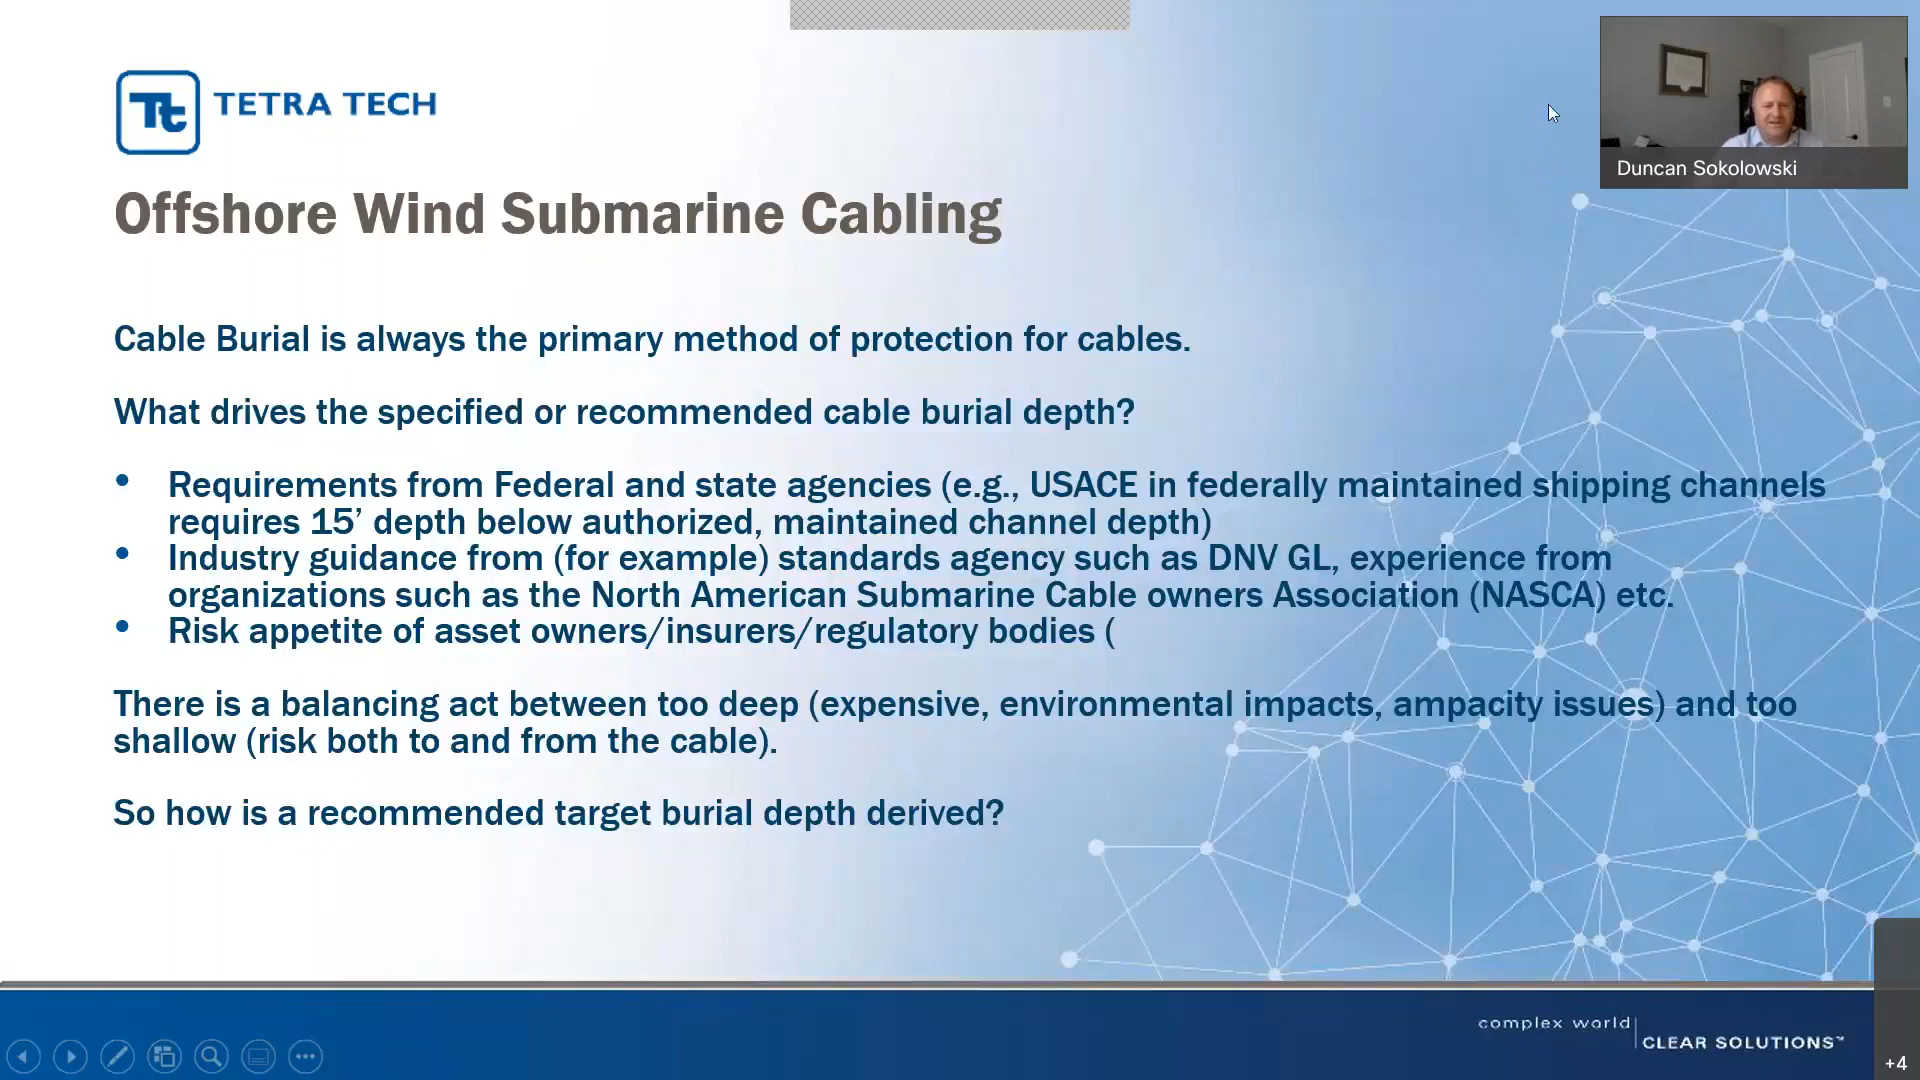 Tt TETRA TECH
Duncan Sokolowski
Offshore Wind Submarine Cabling
Cable Burial is always the primary method of protection for cables.
What drives the specified or recommended cable burial depth?
• Requirements from Federal and state agencies (e.g., USACE in federally maintained shipping channels
requires 15’ depth below authorized, maintained channel depth)
• Industry guidance from (for example) standards agency such as DNV GL, experience from
organizations such as the North American Submarine Cable owners Association (NASCA) etc.
• Risk appetite of asset owners/insurers/regulatory bodies (
There is a balancing act between too deep (expensive, environmental impacts, ampacity issues) and too
shallow (risk both to and from the cable).
So how is a recommended target burial depth derived?
complex world
CLEAR SOLUTIONS™
+4